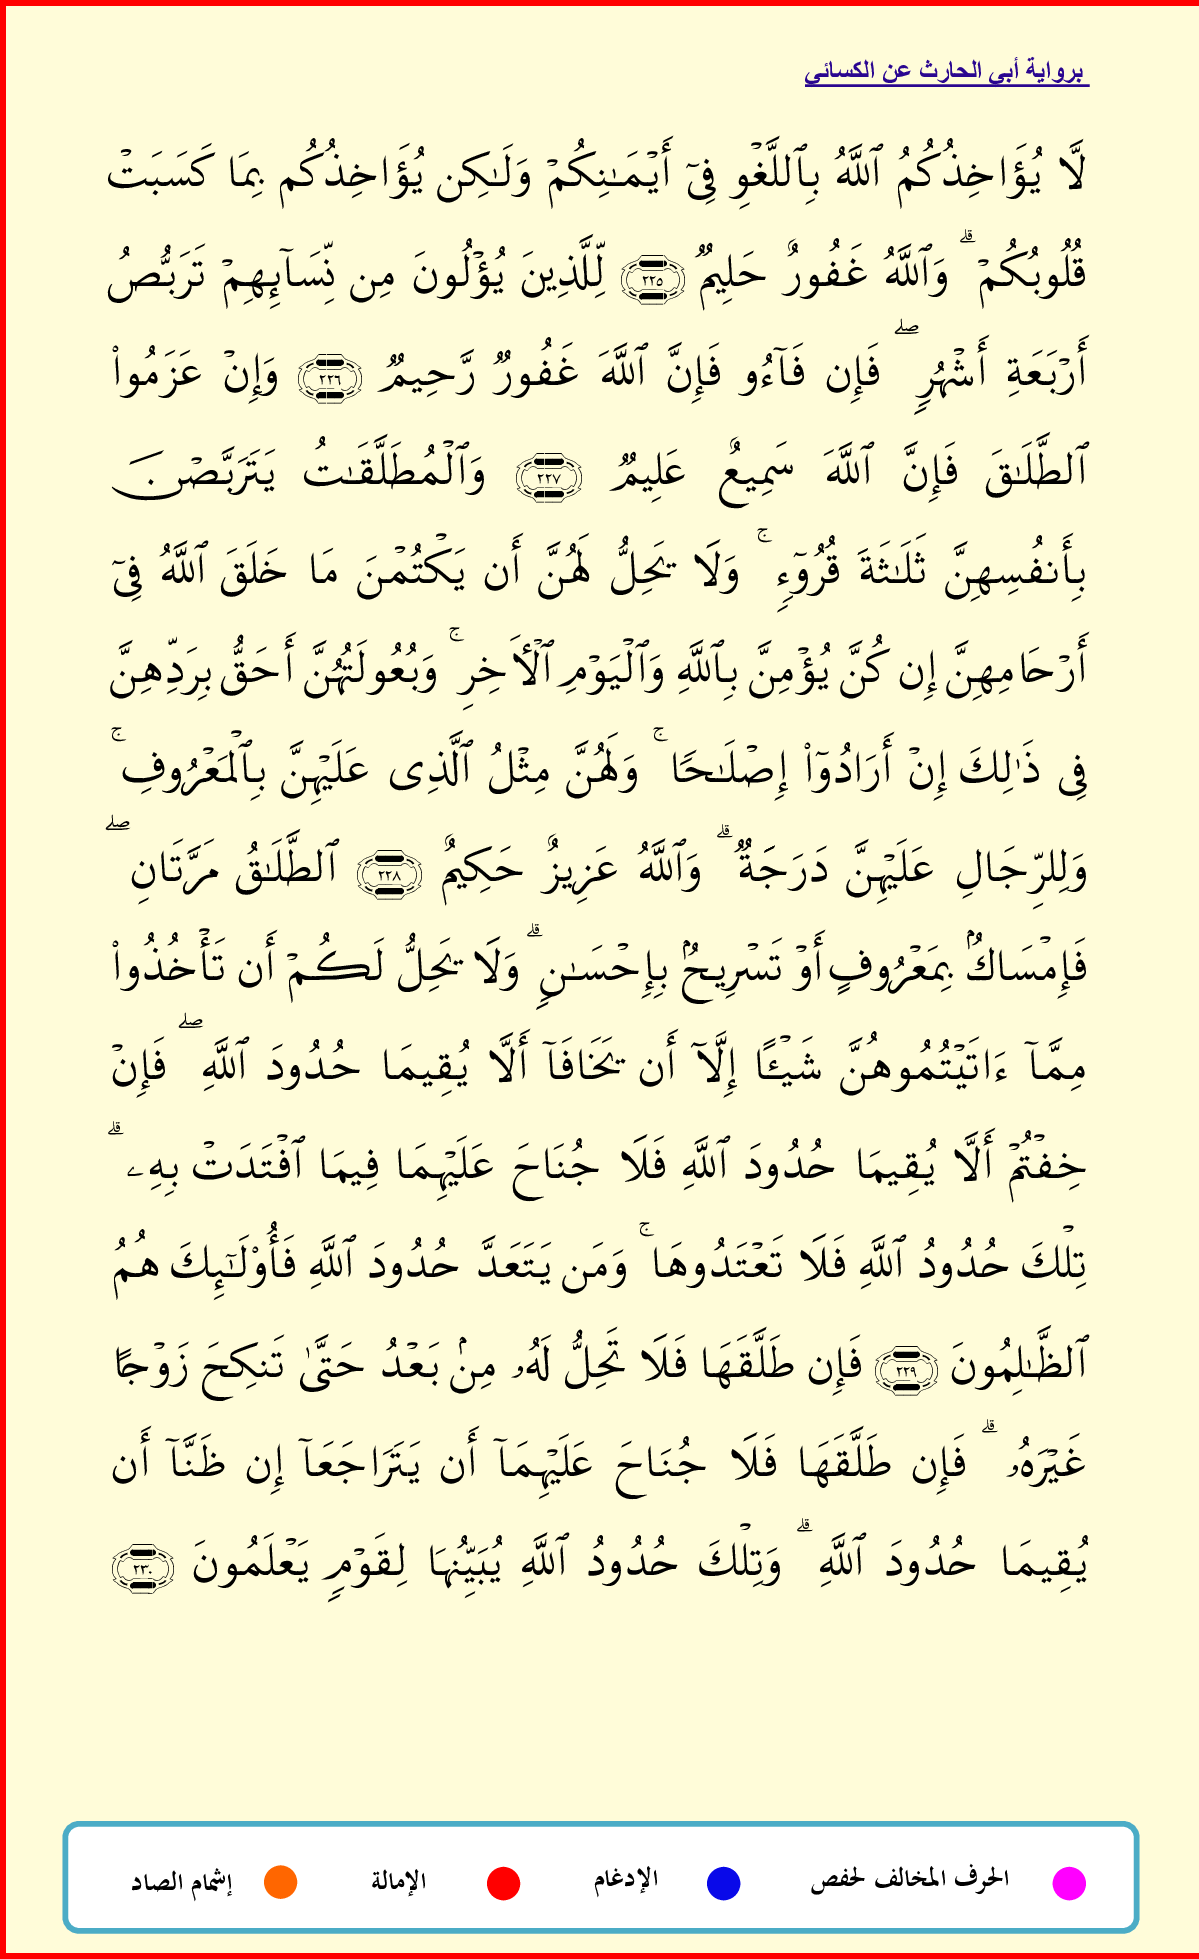 برواية أبي الحارث عن الكسائي
لَّا يُؤَاخِذُكُمُ ٱللَّهُ بِٱللَّغْوِ فِىٓ أَيْمَـٰنِكُمْ وَلَـٰكِن يُؤَاخِذُكُم بِمَا كَسَبَتْ
قُلُوبُكُمْ ۗ وَٱللَّهُ غَفُورٌ حَلِيمٌ ٢٢٥ لِّلَّذِينَ يُؤْلُونَ مِن نِّسَآئِهِمْ تَرَبُّصُ
أَرْبَعَةِ أَشْهُرٍ ۖ فَإِن فَآءُو فَإِنَّ ٱللَّهَ غَفُورٌ رَّحِيمٌ ٢٢٦ وَإِنْ عَزَمُوا۟
ٱلطَّلَـٰقَ فَإِنَّ ٱللَّهَ سَمِيعٌ عَلِيمٌ ٢٢٧ وَٱلْمُطَلَّقَـٰتُ يَتَرَبَّصْنَ
بِأَنفُسِهِنَّ ثَلَـٰثَةَ قُرُوٓءٍ ۚ وَلَا يَحِلُّ لَهُنَّ أَن يَكْتُمْنَ مَا خَلَقَ ٱللَّهُ فِىٓ
أَرْحَامِهِنَّ إِن كُنَّ يُؤْمِنَّ بِٱللَّهِ وَٱلْيَوْمِ ٱلْـَٔاخِرِ ۚ وَبُعُولَتُهُنَّ أَحَقُّ بِرَدِّهِنَّ
فِى ذَٰلِكَ إِنْ أَرَادُوٓا۟ إِصْلَـٰحًا ۚ وَلَهُنَّ مِثْلُ ٱلَّذِى عَلَيْهِنَّ بِٱلْمَعْرُوفِ ۚ
وَلِلرِّجَالِ عَلَيْهِنَّ دَرَجَةٌ ۗ وَٱللَّهُ عَزِيزٌ حَكِيمٌ ٢٢٨ ٱلطَّلَـٰقُ مَرَّتَانِ ۖ
فَإِمْسَاكٌۢ بِمَعْرُوفٍ أَوْ تَسْرِيحٌۢ بِإِحْسَـٰنٍ ۗ وَلَا يَحِلُّ لَكُمْ أَن تَأْخُذُوا۟
مِمَّآ ءَاتَيْتُمُوهُنَّ شَيْـًٔا إِلَّآ أَن يَخَافَآ أَلَّا يُقِيمَا حُدُودَ ٱللَّهِ ۖ فَإِنْ
خِفْتُمْ أَلَّا يُقِيمَا حُدُودَ ٱللَّهِ فَلَا جُنَاحَ عَلَيْهِمَا فِيمَا ٱفْتَدَتْ بِهِۦ ۗ
تِلْكَ حُدُودُ ٱللَّهِ فَلَا تَعْتَدُوهَا ۚ وَمَن يَتَعَدَّ حُدُودَ ٱللَّهِ فَأُو۟لَـٰٓئِكَ هُمُ
ٱلظَّـٰلِمُونَ ٢٢٩ فَإِن طَلَّقَهَا فَلَا تَحِلُّ لَهُۥ مِنۢ بَعْدُ حَتَّىٰ تَنكِحَ زَوْجًا
غَيْرَهُۥ ۗ فَإِن طَلَّقَهَا فَلَا جُنَاحَ عَلَيْهِمَآ أَن يَتَرَاجَعَآ إِن ظَنَّآ أَن
يُقِيمَا حُدُودَ ٱللَّهِ ۗ وَتِلْكَ حُدُودُ ٱللَّهِ يُبَيِّنُهَا لِقَوْمٍ يَعْلَمُونَ ٢٣٠
الحرف المخالف لحفص الإدغام الإمالة إشمام الصاد